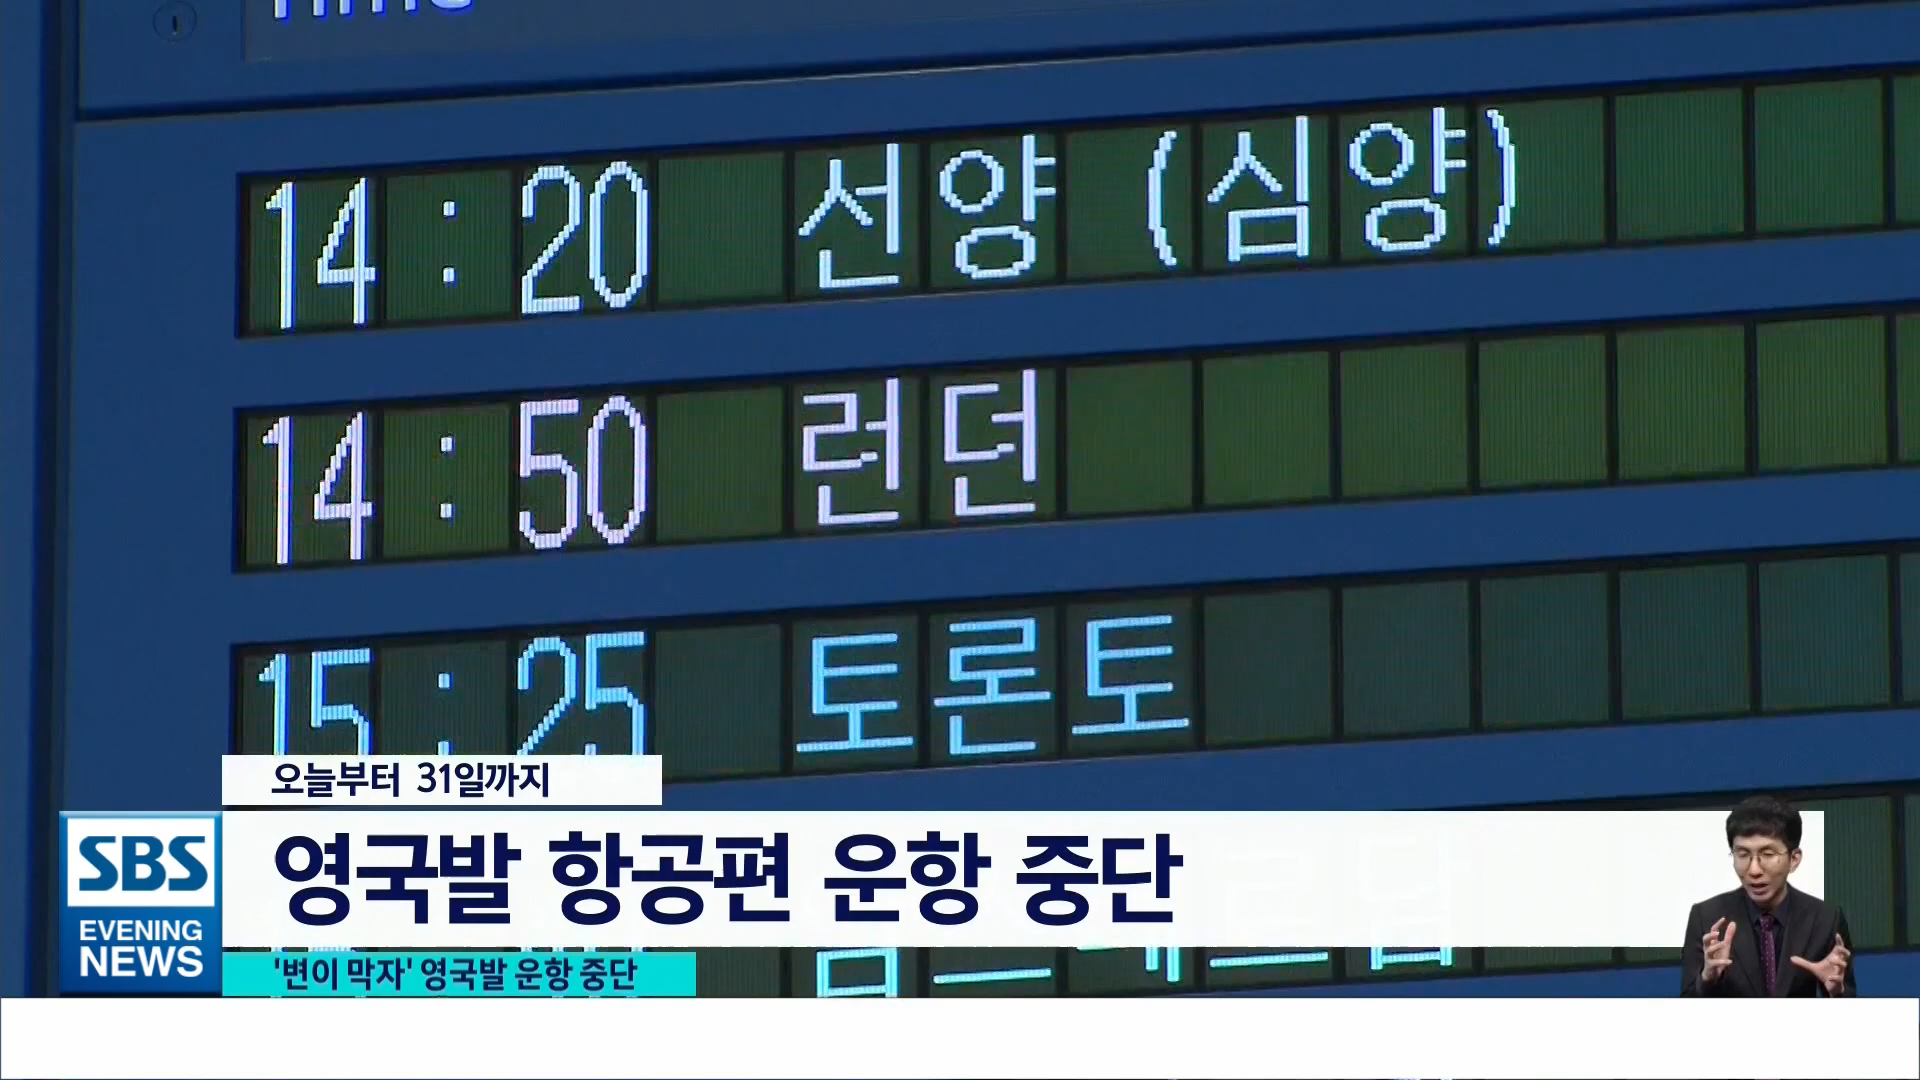 Time
14 : 20 선양 (심양)
14 : 50 런던
15 : 25 토론토
오늘부터 31일까지
영국발 항공편 운항 중단
'변이 막자' 영국발 운항 중단
SBS
EVENING
NEWS